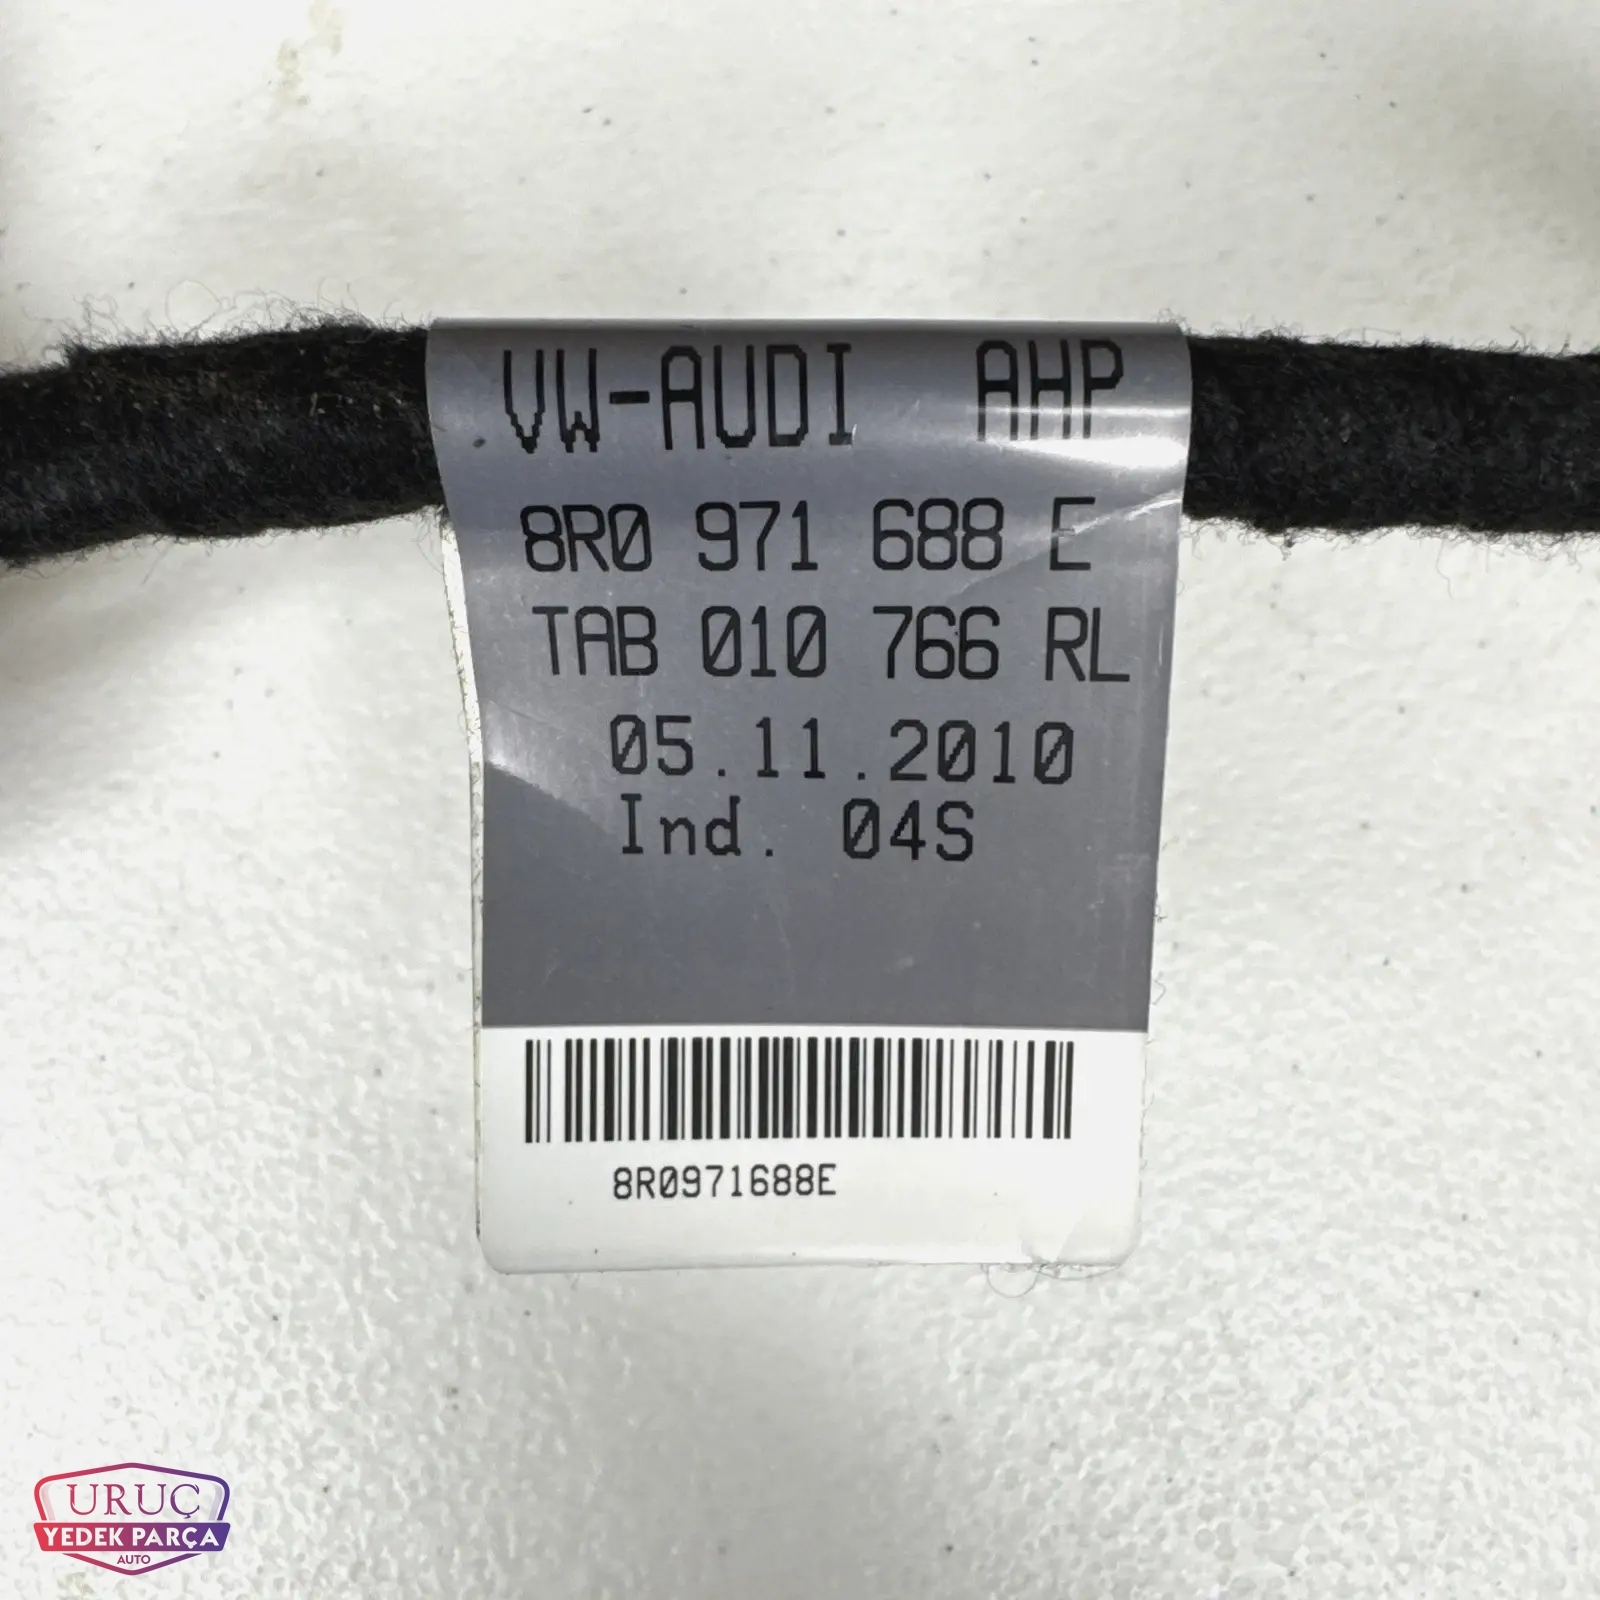 VW-AUDI AHP
8R0 971 688 E
TAB 010 766 RL
05.11.2010
Ind. 04S
8R0971688E
URUÇ
YEDEK PARÇA
AUTO